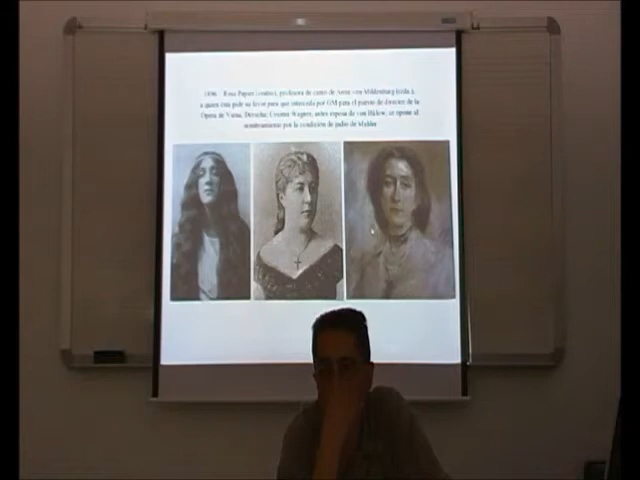 1896 Rosa Papier (centro), profesora de canto de Anna von Mildenburg (izda.),
a quien ésta pide su favor para que interceda por GM para el puesto de director de la
Ópera de Viena. Derecha: Cosima Wagner, antes esposa de von Bülow, se opone al
nombramiento por la condición de judío de Mahler